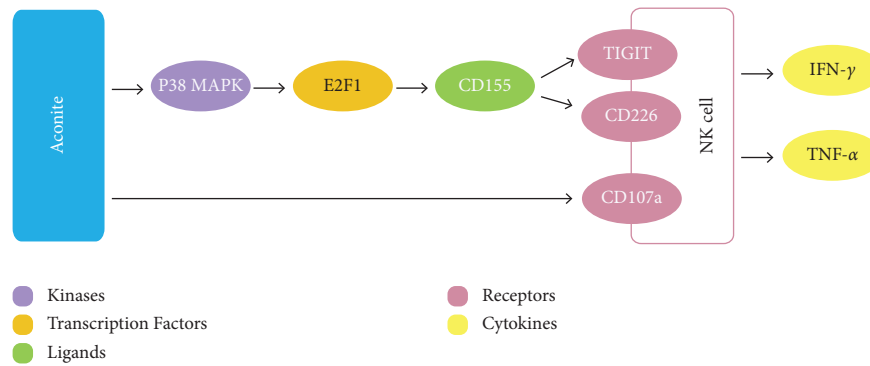 Aconite
P38 MAPK
E2F1
CD155
TIGIT
CD226
CD107a
NK cell
IFN-γ
TNF-α
Kinases
Transcription Factors
Ligands
Receptors
Cytokines